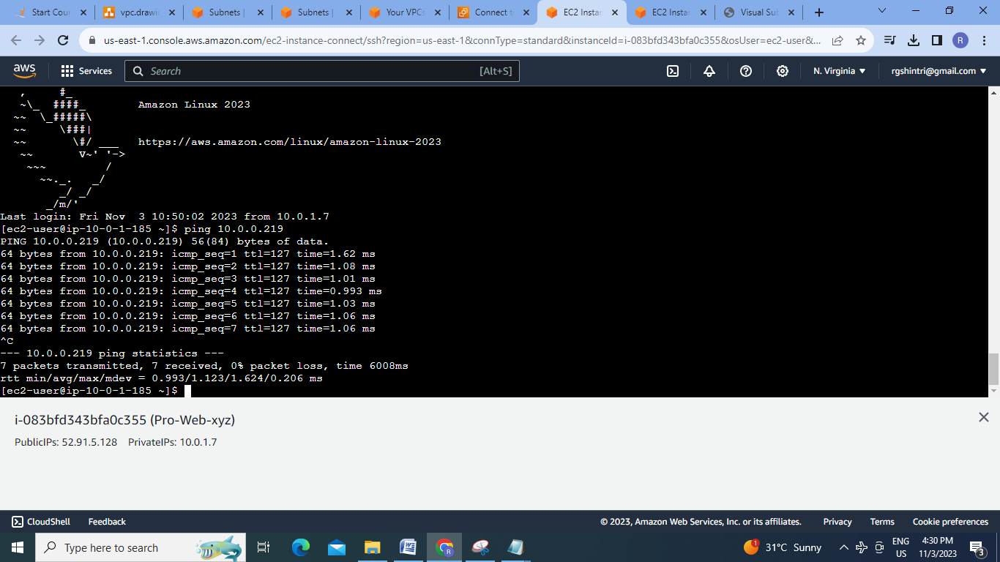 Start Cour
vpc.drawio
Subnets |
Subnets |
Your VPCs
Connect t
EC2 Instan
EC2 Instan
Visual Sub
us-east-1.console.aws.amazon.com/ec2-instance-connect/ssh?region=us-east-1&connType=standard&instanceId=i-083bfd343bfa0c355&osUser=ec2-user&...
R
aws
Services
Search
[Alt+S]
N. Virginia
rgshintri@gmail.com
   ,     #_
   ~\_  ####_        Amazon Linux 2023
  ~~  \_#####\
  ~~     \###|
  ~~       \#/ ___   https://aws.amazon.com/linux/amazon-linux-2023
   ~~       V~' '->
    ~~~         /
      ~~._.   _/
         _/ _/
       _/m/'
Last login: Fri Nov  3 10:50:02 2023 from 10.0.1.7
[ec2-user@ip-10-0-1-185 ~]$ ping 10.0.0.219
PING 10.0.0.219 (10.0.0.219) 56(84) bytes of data.
64 bytes from 10.0.0.219: icmp_seq=1 ttl=127 time=1.62 ms
64 bytes from 10.0.0.219: icmp_seq=2 ttl=127 time=1.08 ms
64 bytes from 10.0.0.219: icmp_seq=3 ttl=127 time=1.01 ms
64 bytes from 10.0.0.219: icmp_seq=4 ttl=127 time=0.993 ms
64 bytes from 10.0.0.219: icmp_seq=5 ttl=127 time=1.03 ms
64 bytes from 10.0.0.219: icmp_seq=6 ttl=127 time=1.06 ms
64 bytes from 10.0.0.219: icmp_seq=7 ttl=127 time=1.06 ms
^C
--- 10.0.0.219 ping statistics ---
7 packets transmitted, 7 received, 0% packet loss, time 6008ms
rtt min/avg/max/mdev = 0.993/1.123/1.624/0.206 ms
[ec2-user@ip-10-0-1-185 ~]$
i-083bfd343bfa0c355 (Pro-Web-xyz)
PublicIPs: 52.91.5.128    PrivateIPs: 10.0.1.7
CloudShell
Feedback
© 2023, Amazon Web Services, Inc. or its affiliates.
Privacy
Terms
Cookie preferences
Type here to search
31°C  Sunny
ENG
US
4:30 PM
11/3/2023
3